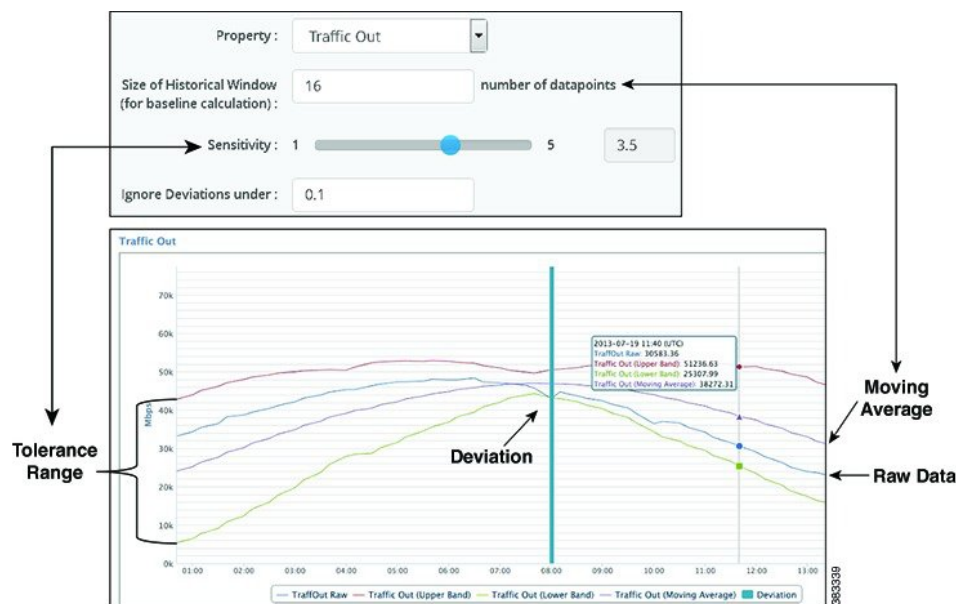 Property :
Traffic Out
Size of Historical Window
(for baseline calculation) :
16
number of datapoints
Sensitivity :
1
5
3.5
Ignore Deviations under :
0.1
Traffic Out
70k
60k
50k
40k
30k
20k
10k
0k
Mbps
2013-07-19 11:40 (UTC)
TraffOut Raw: 30583.36
Traffic Out (Upper Band): 51236.63
Traffic Out (Lower Band): 25307.99
Traffic Out (Moving Average): 38272.31
Deviation
Tolerance
Range
Moving
Average
Raw Data
01:00 02:00 03:00 04:00 05:00 06:00 07:00 08:00 09:00 10:00 11:00 12:00 13:00
TraffOut Raw Traffic Out (Upper Band) Traffic Out (Lower Band) Traffic Out (Moving Average) Deviation
383339